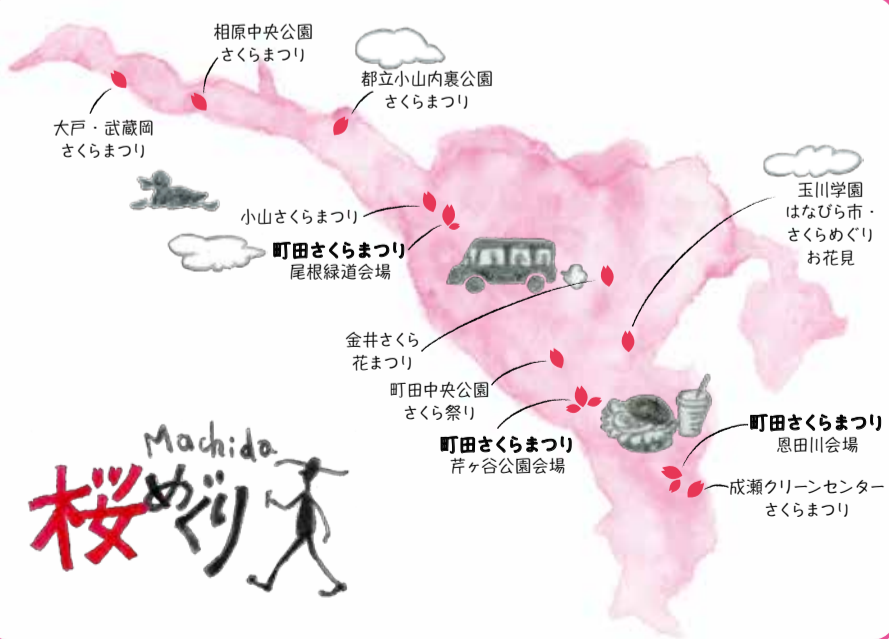 相原中央公園
さくらまつり
都立小山内裏公園
さくらまつり
大戸・武蔵岡
さくらまつり
玉川学園
はなびら市・
さくらめぐり
お花見
小山さくらまつり
町田さくらまつり
尾根緑道会場
金井さくら
花まつり
町田中央公園
さくら祭り
町田さくらまつり
芹ヶ谷公園会場
町田さくらまつり
恩田川会場
成瀬クリーンセンター
さくらまつり
Machida
桜めぐり